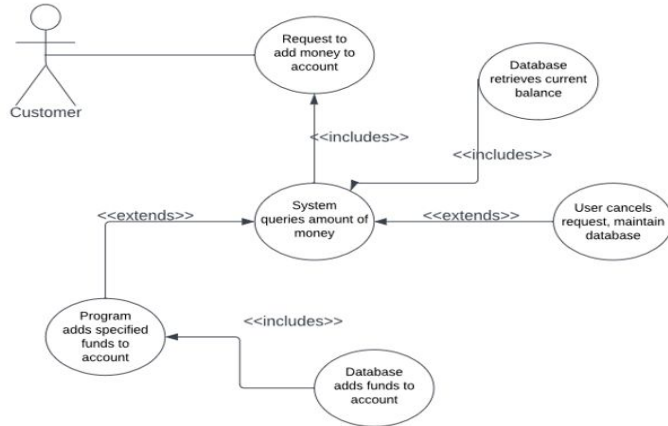 Request to
add money to
account
Customer
Database
retrieves current
balance
<<includes>>
<<includes>>
System
queries amount of
money
<<extends>>
<<extends>>
User cancels
request, maintain
database
Program
adds specified
funds to
account
<<includes>>
Database
adds funds to
account